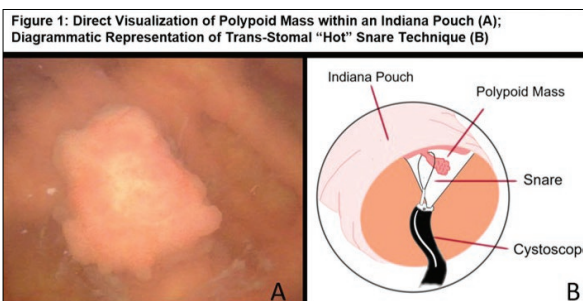 Figure 1: Direct Visualization of Polypoid Mass within an Indiana Pouch (A);
Diagrammatic Representation of Trans-Stomal “Hot” Snare Technique (B)
Indiana Pouch
Polypoid Mass
Snare
Cystoscope
A
B